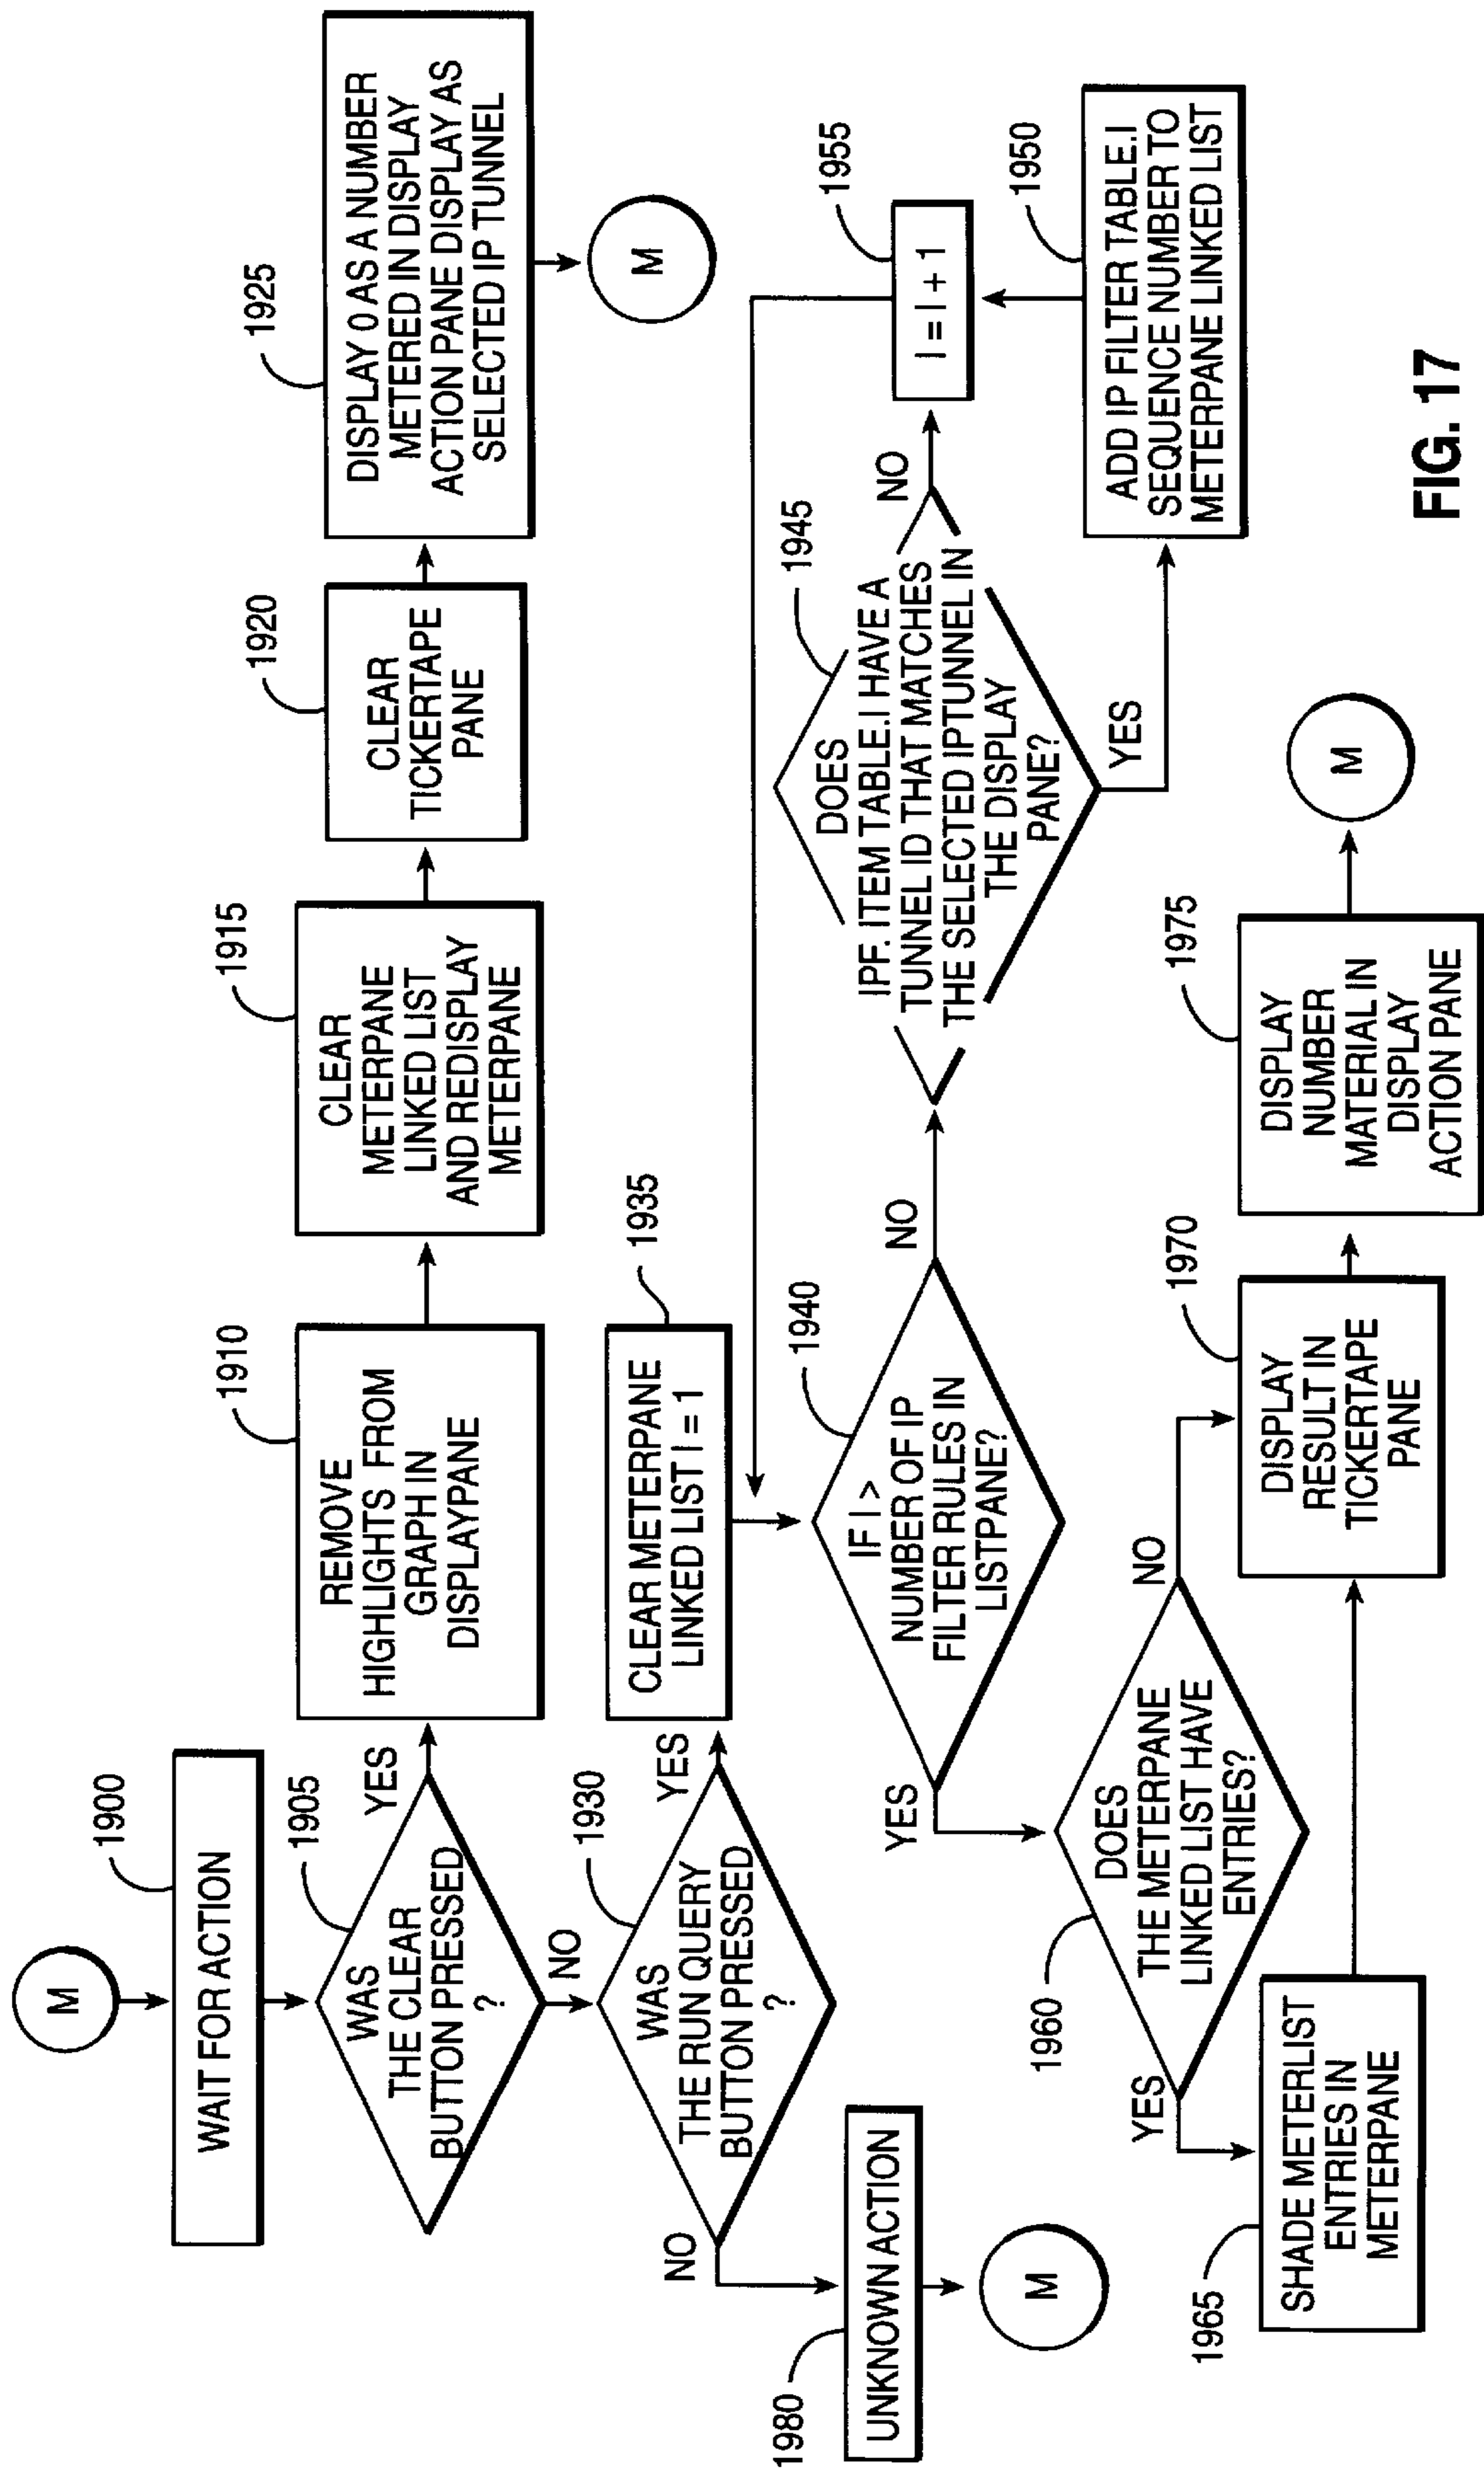 M
1900
WAIT FOR ACTION
1905
WAS
THE CLEAR
BUTTON PRESSED
?
YES
NO
1910
REMOVE
HIGHLIGHTS FROM
GRAPH IN
DISPLAYPANE
1915
CLEAR
METERPANE
LINKED LIST
AND REDISPLAY
METERPANE
1920
CLEAR
TICKERTAPE
PANE
1925
DISPLAY 0 AS A NUMBER
METERED IN DISPLAY
ACTION PANE DISPLAY AS
SELECTED IP TUNNEL
M
1930
WAS
THE RUN QUERY
BUTTON PRESSED
?
YES
NO
1980
UNKNOWN ACTION
M
1935
CLEAR METERPANE
LINKED LIST I = 1
1940
IF I >
NUMBER OF IP
FILTER RULES IN
LISTPANE?
NO
YES
1945
DOES
IPF. ITEM TABLE.I HAVE A
TUNNEL ID THAT MATCHES
THE SELECTED IPTUNNEL IN
THE DISPLAY
PANE?
NO
YES
1955
I = I + 1
1950
ADD IP FILTER TABLE.I
SEQUENCE NUMBER TO
METERPANE LINKED LIST
1960
DOES
THE METERPANE
LINKED LIST HAVE
ENTRIES?
YES
NO
1965
SHADE METERLIST
ENTRIES IN
METERPANE
1970
DISPLAY
RESULT IN
TICKERTAPE
PANE
1975
DISPLAY
NUMBER
MATERIAL IN
DISPLAY
ACTION PANE
M
FIG. 17